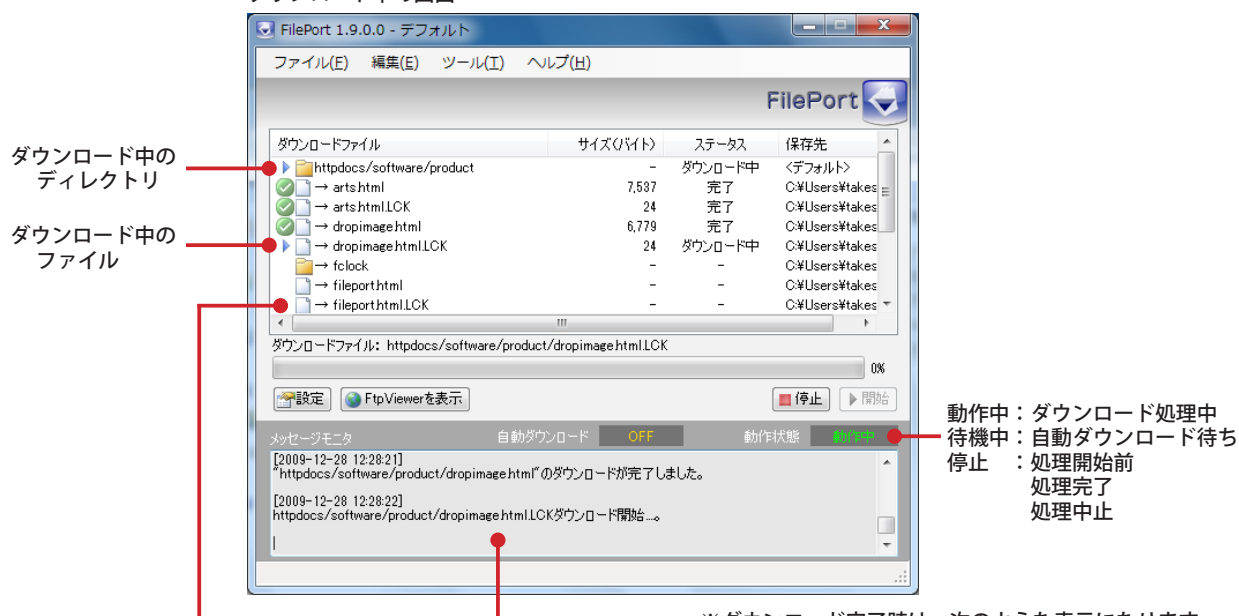 FilePort 1.9.0.0 - デフォルト
ファイル(F) 編集(E) ツール(T) ヘルプ(H)
FilePort
ダウンロードファイル サイズ(バイト) ステータス 保存先
ダウンロード中の
ディレクトリ
httpdocs/software/product - ダウンロード中 <デフォルト>
→ arts.html 7,537 完了 C:¥Users¥takes
→ arts.html.LCK 24 完了 C:¥Users¥takes
→ dropimage.html 6,779 完了 C:¥Users¥takes
ダウンロード中の
ファイル
→ dropimage.html.LCK 24 ダウンロード中 C:¥Users¥takes
→ fclock - - C:¥Users¥takes
→ fileport.html - - C:¥Users¥takes
→ fileport.html.LCK - - C:¥Users¥takes
ダウンロードファイル: httpdocs/software/product/dropimage.html.LCK
0%
設定 FtpViewerを表示 停止 開始
メッセージモニタ 自動ダウンロード OFF 動作状態 動作中
動作中：ダウンロード処理中
待機中：自動ダウンロード待ち
停止 ：処理開始前
処理完了
処理中止
[2009-12-28 12:28:21]
"httpdocs/software/product/dropimage.html"のダウンロードが完了しました。
[2009-12-28 12:28:22]
httpdocs/software/product/dropimage.html.LCKダウンロード開始...。